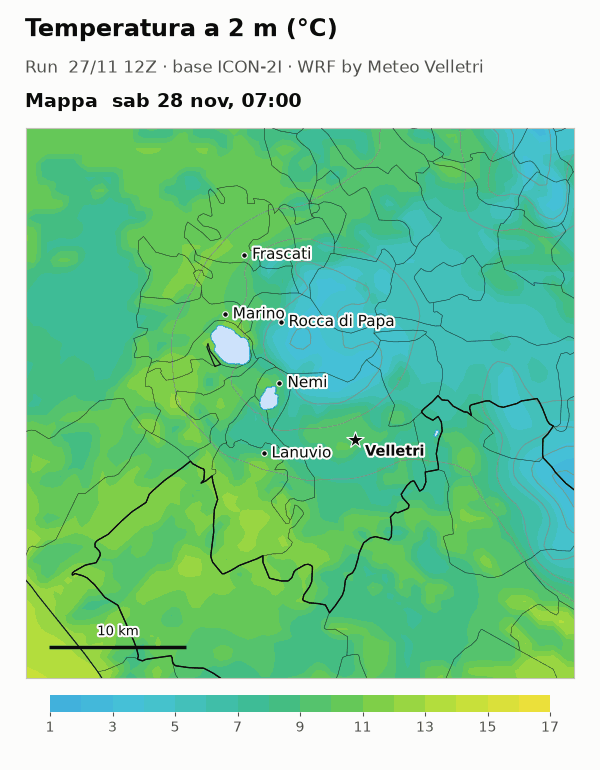 Temperatura a 2 m (°C)
Run  27/11 12Z · base ICON-2I · WRF by Meteo Velletri
Mappa  sab 28 nov, 07:00
Frascati
Marino
Rocca di Papa
Nemi
Velletri
Lanuvio
10 km
1 3 5 7 9 11 13 15 17